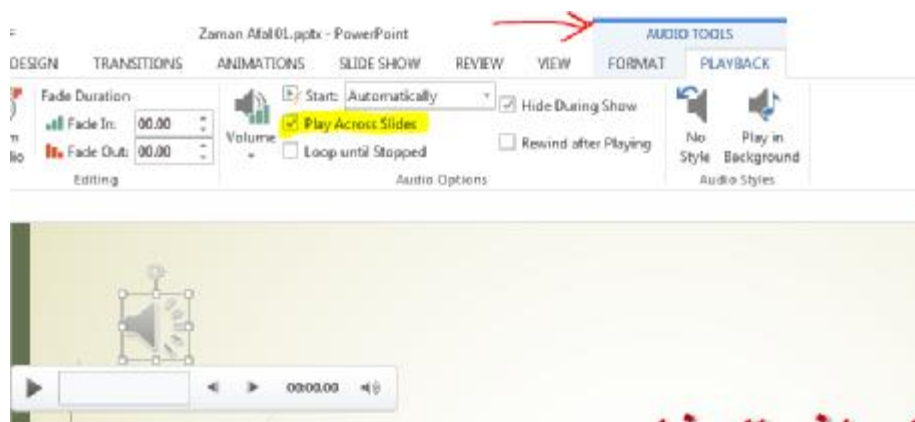 Zaman Afal 01.pptx - PowerPoint
AUDIO TOOLS
DESIGN TRANSITIONS ANIMATIONS SLIDE SHOW REVIEW VIEW FORMAT PLAYBACK
Fade Duration
Fade In: 00.00
Fade Out: 00.00
Editing
Volume
Start: Automatically
Play Across Slides
Loop until Stopped
Hide During Show
Rewind after Playing
Audio Options
No Style
Play in Background
Audio Styles
00:00.00